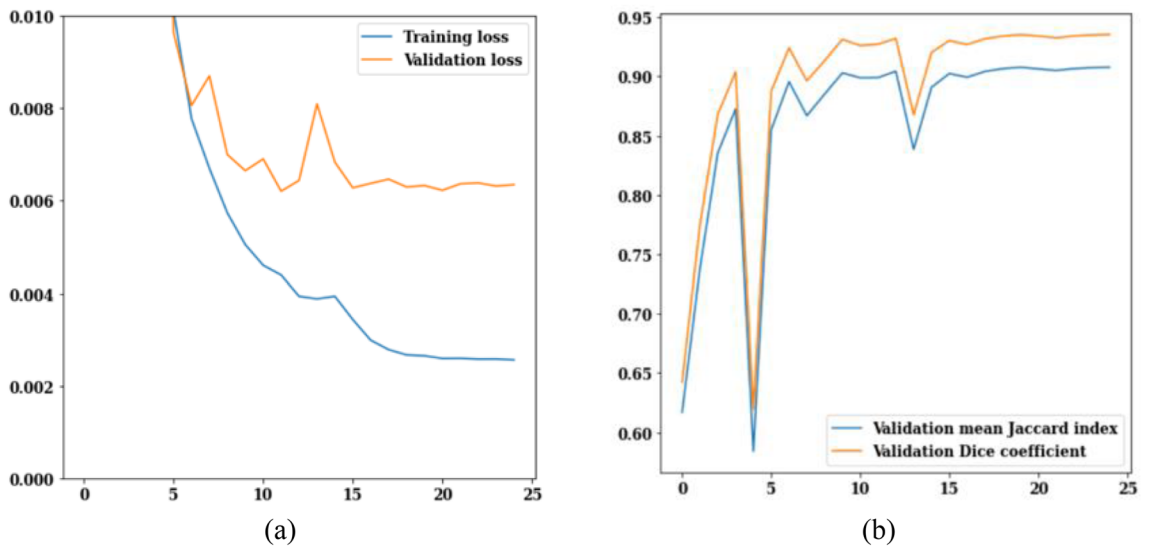 0.010
0.008
0.006
0.004
0.002
0.000
0 5 10 15 20 25
Training loss
Validation loss
(a)
0.95
0.90
0.85
0.80
0.75
0.70
0.65
0.60
0 5 10 15 20 25
Validation mean Jaccard index
Validation Dice coefficient
(b)